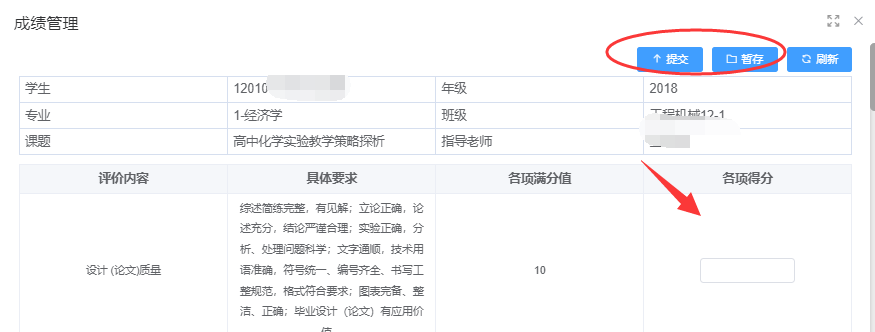 成绩管理
提交 暂存 刷新
学生 12010 年级 2018
专业 1-经济学 班级 工程机械12-1
课题 高中化学实验教学策略探析 指导老师
评价内容 具体要求 各项满分值 各项得分
综述简练完整，有见解；立论正确，论
述充分，结论严谨合理；实验正确，分
析、处理问题科学；文字通顺，技术用
设计 (论文)质量 语准确，符号统一、编号齐全、书写工 10
整规范，格式符合要求；图表完备、整
洁、正确；毕业设计（论文）有应用价
值